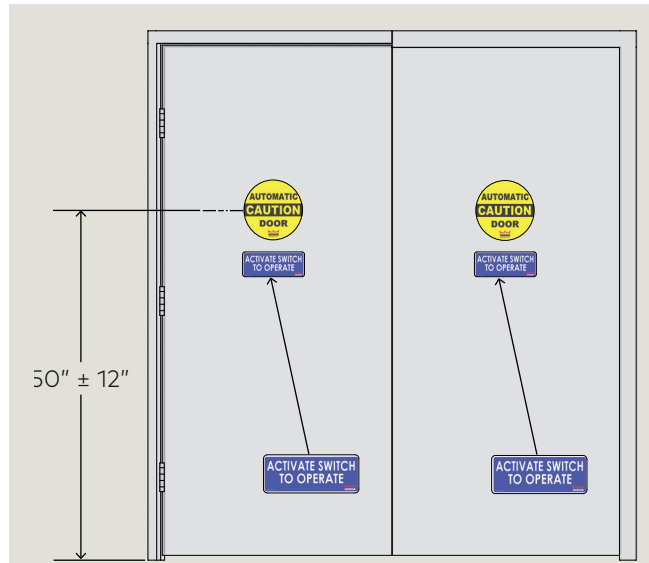 AUTOMATIC
CAUTION
DOOR
AUTOMATIC
CAUTION
DOOR
ACTIVATE SWITCH
TO OPERATE
ACTIVATE SWITCH
TO OPERATE
50" ± 12"
ACTIVATE SWITCH
TO OPERATE
ACTIVATE SWITCH
TO OPERATE